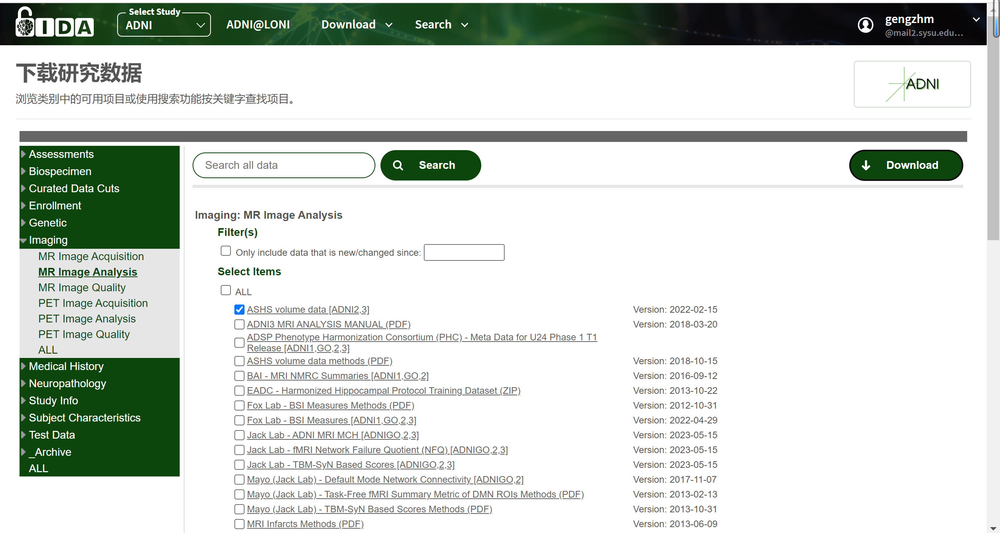 IDA
Select Study
ADNI
ADNI@LONI
Download
Search
gengzhm
@mail2.sysu.edu...
下载研究数据
浏览类别中的可用项目或使用搜索功能按关键字查找项目。
ADNI
Assessments
Biospecimen
Curated Data Cuts
Enrollment
Genetic
Imaging
MR Image Acquisition
MR Image Analysis
MR Image Quality
PET Image Acquisition
PET Image Analysis
PET Image Quality
ALL
Medical History
Neuropathology
Study Info
Subject Characteristics
Test Data
_Archive
ALL
Search all data
Search
Download
Imaging: MR Image Analysis
Filter(s)
Only include data that is new/changed since:
Select Items
ALL
ASHS volume data [ADNI2,3] Version: 2022-02-15
ADNI3 MRI ANALYSIS MANUAL (PDF) Version: 2018-03-20
ADSP Phenotype Harmonization Consortium (PHC) - Meta Data for U24 Phase 1 T1
Release [ADNI1,GO,2,3]
ASHS volume data methods (PDF) Version: 2018-10-15
BAI - MRI NMRC Summaries [ADNI1,GO,2] Version: 2016-09-12
EADC - Harmonized Hippocampal Protocol Training Dataset (ZIP) Version: 2013-10-22
Fox Lab - BSI Measures Methods (PDF) Version: 2012-10-31
Fox Lab - BSI Measures [ADNI1,GO,2,3] Version: 2022-04-29
Jack Lab - ADNI MRI MCH [ADNIGO,2,3] Version: 2023-05-15
Jack Lab - fMRI Network Failure Quotient (NFQ) [ADNIGO,2,3] Version: 2023-05-15
Jack Lab - TBM-SyN Based Scores [ADNIGO,2,3] Version: 2023-05-15
Mayo (Jack Lab) - Default Mode Network Connectivity [ADNIGO,2] Version: 2017-11-07
Mayo (Jack Lab) - Task-Free fMRI Summary Metric of DMN ROIs Methods (PDF) Version: 2013-02-13
Mayo (Jack Lab) - TBM-SyN Based Scores Methods (PDF) Version: 2013-10-31
MRI Infarcts Methods (PDF) Version: 2013-06-09